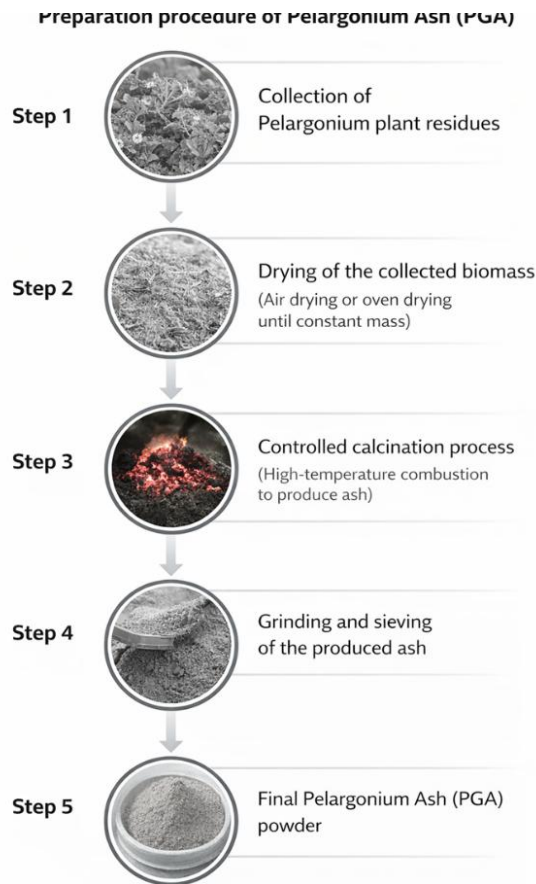 Preparation procedure of Pelargonium Ash (PGA)
Step 1
Collection of
Pelargonium plant residues
Step 2
Drying of the collected biomass
(Air drying or oven drying
until constant mass)
Step 3
Controlled calcination process
(High-temperature combustion
to produce ash)
Step 4
Grinding and sieving
of the produced ash
Step 5
Final Pelargonium Ash (PGA)
powder